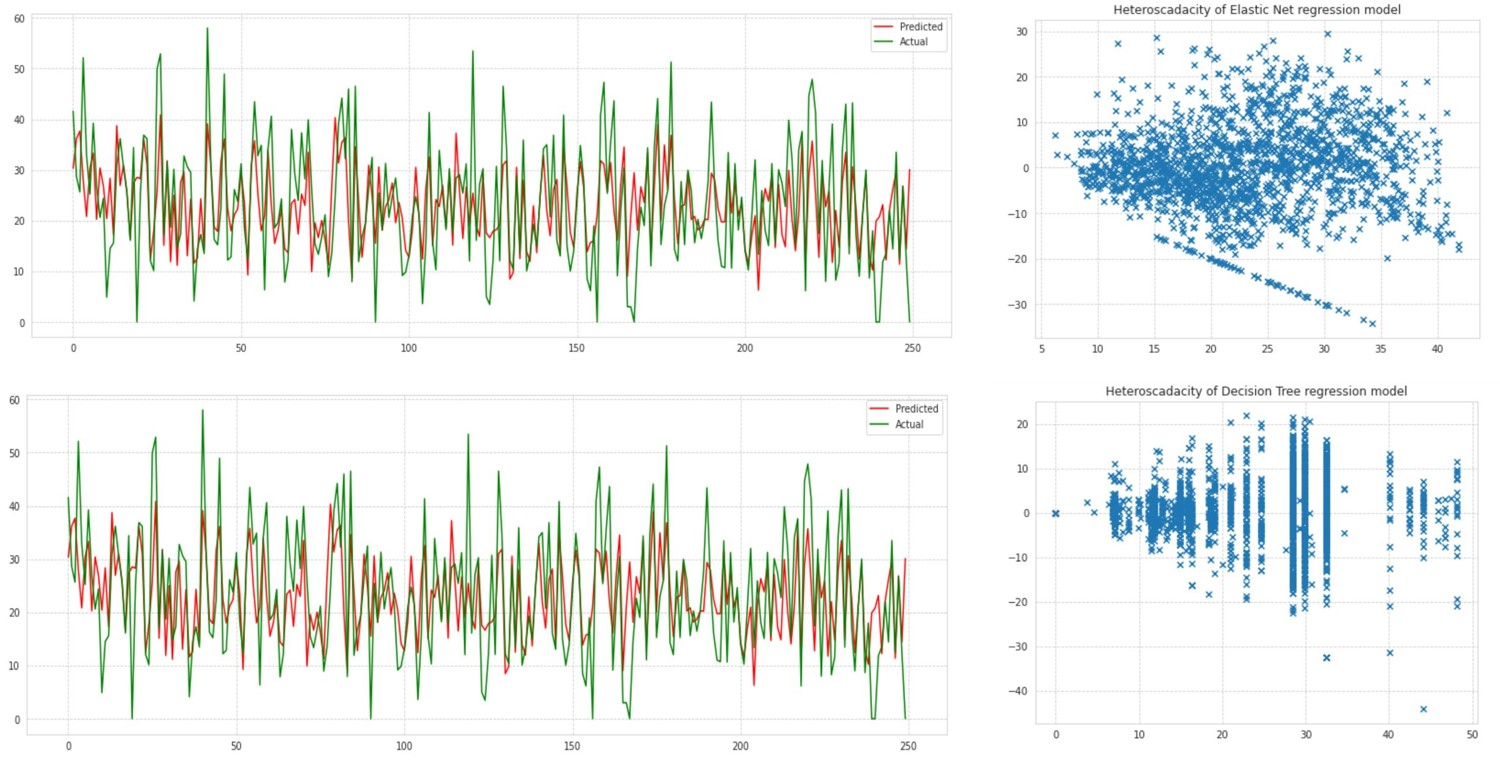 Heteroscadacity of Elastic Net regression model
60
50
40
30
20
10
0
Predicted
Actual
0 50 100 150 200 250
30
20
10
0
−10
−20
−30
5 10 15 20 25 30 35 40
60
50
40
30
20
10
0
Predicted
Actual
0 50 100 150 200 250
Heteroscadacity of Decision Tree regression model
20
10
0
−10
−20
−30
−40
0 10 20 30 40 50